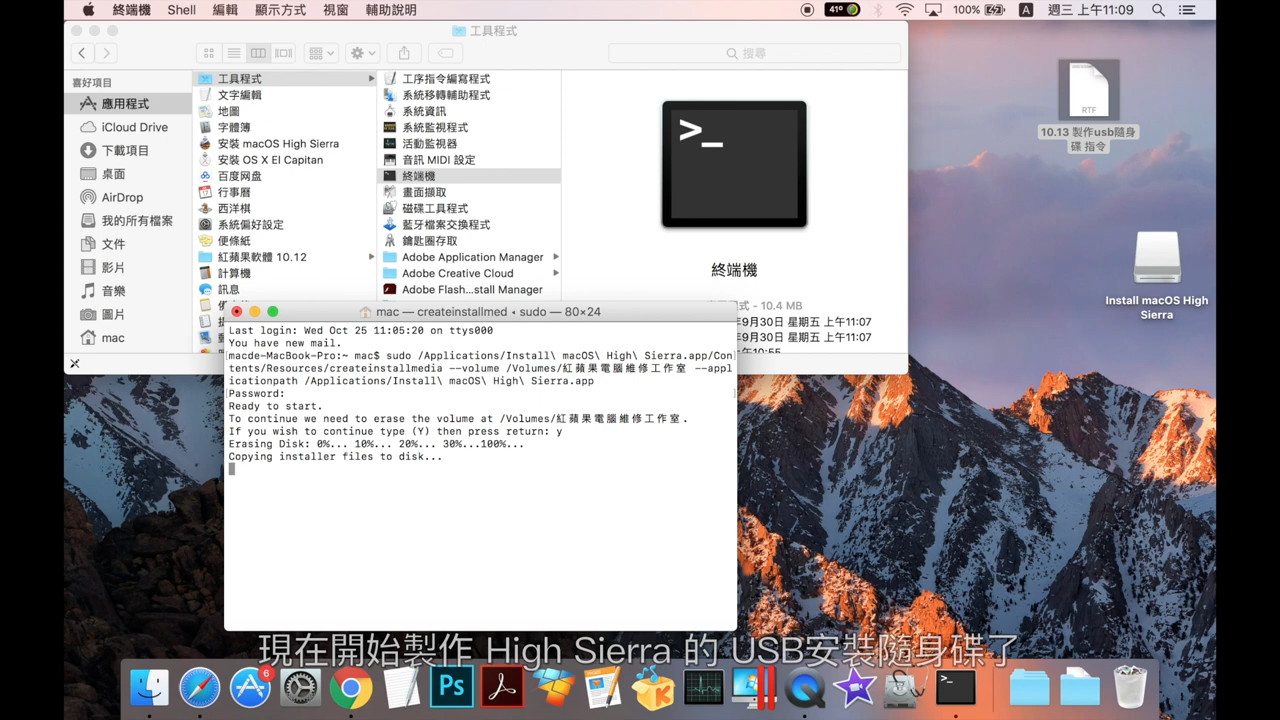 終端機 Shell 編輯 顯示方式 視窗 輔助說明
41° 100% A 週三 上午11:09
工具程式
搜尋
喜好項目
應用程式
iCloud Drive
下載項目
桌面
AirDrop
我的所有檔案
文件
影片
音樂
圖片
mac
工具程式
文字編輯
地圖
字體簿
安裝 macOS High Sierra
安裝 OS X El Capitan
百度网盘
行事曆
西洋棋
系統偏好設定
便條紙
紅蘋果軟體 10.12
計算機
訊息
工序指令編寫程式
系統移轉輔助程式
系統資訊
系統監視程式
活動監視器
音訊 MIDI 設定
終端機
畫面擷取
磁碟工具程式
藍牙檔案交換程式
鑰匙圈存取
Adobe Application Manager
Adobe Creative Cloud
Adobe Flash...stall Manager
>_
終端機
- 10.4 MB
年9月30日 星期五 上午11:07
年9月30日 星期五 上午11:07
RTF
10.13 製作usb隨身
碟 指令
Install macOS High
Sierra
mac — createinstallmed ◂ sudo — 80×24
Last login: Wed Oct 25 11:05:20 on ttys000
You have new mail.
[macde-MacBook-Pro:~ mac$ sudo /Applications/Install\ macOS\ High\ Sierra.app/Con]
tents/Resources/createinstallmedia --volume /Volumes/紅蘋果電腦維修工作室 --appl
icationpath /Applications/Install\ macOS\ High\ Sierra.app
[Password:
Ready to start.
To continue we need to erase the volume at /Volumes/紅蘋果電腦維修工作室.
If you wish to continue type (Y) then press return: y
Erasing Disk: 0%... 10%... 20%... 30%...100%...
Copying installer files to disk...
現在開始製作 High Sierra 的 USB安裝隨身碟了
6
Ps
>_